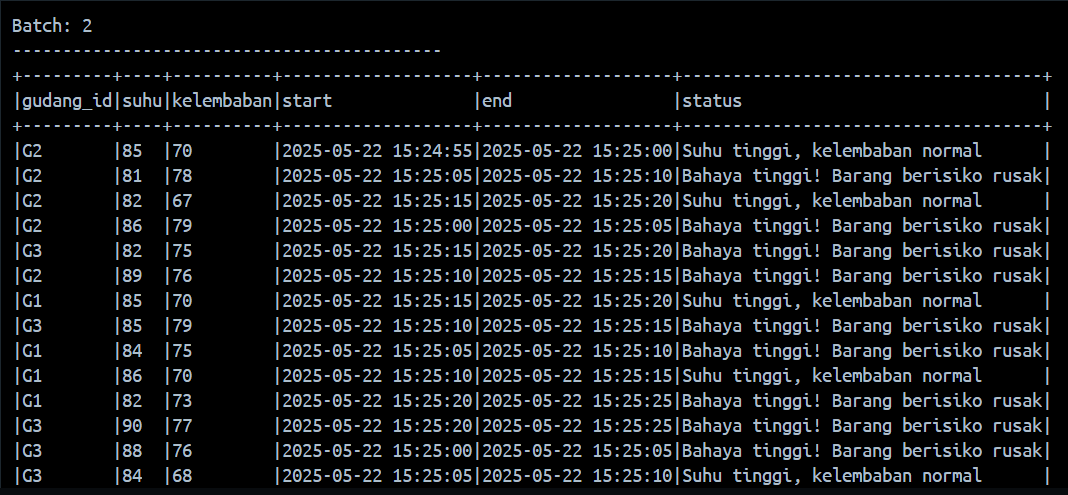 Batch: 2
-------------------------------------------
+---------+----+----------+-------------------+-------------------+------------------------------------+
|gudang_id|suhu|kelembaban|start              |end                |status                              |
+---------+----+----------+-------------------+-------------------+------------------------------------+
|G2       |85  |70        |2025-05-22 15:24:55|2025-05-22 15:25:00|Suhu tinggi, kelembaban normal      |
|G2       |81  |78        |2025-05-22 15:25:05|2025-05-22 15:25:10|Bahaya tinggi! Barang berisiko rusak|
|G2       |82  |67        |2025-05-22 15:25:15|2025-05-22 15:25:20|Suhu tinggi, kelembaban normal      |
|G2       |86  |79        |2025-05-22 15:25:00|2025-05-22 15:25:05|Bahaya tinggi! Barang berisiko rusak|
|G3       |82  |75        |2025-05-22 15:25:15|2025-05-22 15:25:20|Bahaya tinggi! Barang berisiko rusak|
|G2       |89  |76        |2025-05-22 15:25:10|2025-05-22 15:25:15|Bahaya tinggi! Barang berisiko rusak|
|G1       |85  |70        |2025-05-22 15:25:15|2025-05-22 15:25:20|Suhu tinggi, kelembaban normal      |
|G3       |85  |79        |2025-05-22 15:25:10|2025-05-22 15:25:15|Bahaya tinggi! Barang berisiko rusak|
|G1       |84  |75        |2025-05-22 15:25:05|2025-05-22 15:25:10|Bahaya tinggi! Barang berisiko rusak|
|G1       |86  |70        |2025-05-22 15:25:10|2025-05-22 15:25:15|Suhu tinggi, kelembaban normal      |
|G1       |82  |73        |2025-05-22 15:25:20|2025-05-22 15:25:25|Bahaya tinggi! Barang berisiko rusak|
|G3       |90  |77        |2025-05-22 15:25:20|2025-05-22 15:25:25|Bahaya tinggi! Barang berisiko rusak|
|G3       |88  |76        |2025-05-22 15:25:00|2025-05-22 15:25:05|Bahaya tinggi! Barang berisiko rusak|
|G3       |84  |68        |2025-05-22 15:25:05|2025-05-22 15:25:10|Suhu tinggi, kelembaban normal      |